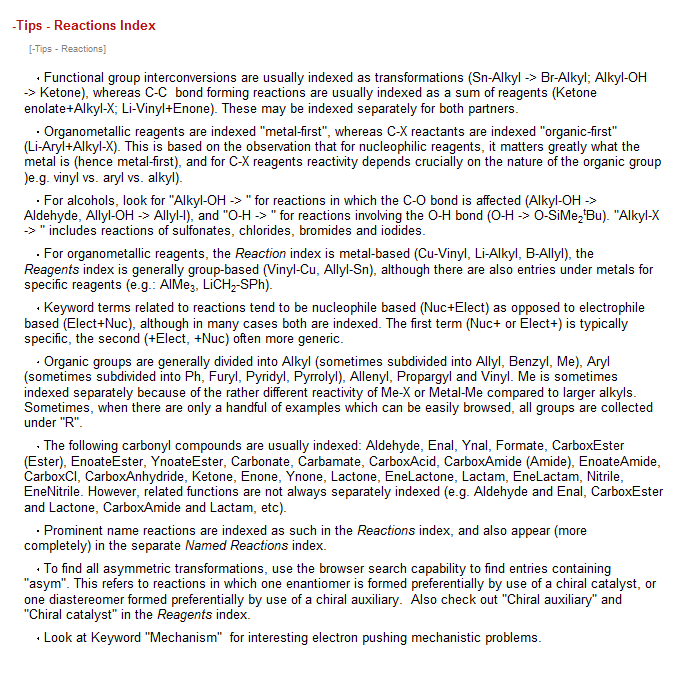 -Tips - Reactions Index
[-Tips - Reactions]
· Functional group interconversions are usually indexed as transformations (Sn-Alkyl -> Br-Alkyl; Alkyl-OH
-> Ketone), whereas C-C  bond forming reactions are usually indexed as a sum of reagents (Ketone
enolate+Alkyl-X; Li-Vinyl+Enone). These may be indexed separately for both partners.
· Organometallic reagents are indexed "metal-first", whereas C-X reactants are indexed "organic-first"
(Li-Aryl+Alkyl-X). This is based on the observation that for nucleophilic reagents, it matters greatly what the
metal is (hence metal-first), and for C-X reagents reactivity depends crucially on the nature of the organic group
)e.g. vinyl vs. aryl vs. alkyl).
· For alcohols, look for "Alkyl-OH -> " for reactions in which the C-O bond is affected (Alkyl-OH ->
Aldehyde, Allyl-OH -> Allyl-I), and "O-H -> " for reactions involving the O-H bond (O-H -> O-SiMe₂ᵗBu). "Alkyl-X
-> " includes reactions of sulfonates, chlorides, bromides and iodides.
· For organometallic reagents, the Reaction index is metal-based (Cu-Vinyl, Li-Alkyl, B-Allyl), the
Reagents index is generally group-based (Vinyl-Cu, Allyl-Sn), although there are also entries under metals for
specific reagents (e.g.: AlMe₃, LiCH₂-SPh).
· Keyword terms related to reactions tend to be nucleophile based (Nuc+Elect) as opposed to electrophile
based (Elect+Nuc), although in many cases both are indexed. The first term (Nuc+ or Elect+) is typically
specific, the second (+Elect, +Nuc) often more generic.
· Organic groups are generally divided into Alkyl (sometimes subdivided into Allyl, Benzyl, Me), Aryl
(sometimes subdivided into Ph, Furyl, Pyridyl, Pyrrolyl), Allenyl, Propargyl and Vinyl. Me is sometimes
indexed separately because of the rather different reactivity of Me-X or Metal-Me compared to larger alkyls.
Sometimes, when there are only a handful of examples which can be easily browsed, all groups are collected
under "R".
· The following carbonyl compounds are usually indexed: Aldehyde, Enal, Ynal, Formate, CarboxEster
(Ester), EnoateEster, YnoateEster, Carbonate, Carbamate, CarboxAcid, CarboxAmide (Amide), EnoateAmide,
CarboxCl, CarboxAnhydride, Ketone, Enone, Ynone, Lactone, EneLactone, Lactam, EneLactam, Nitrile,
EneNitrile. However, related functions are not always separately indexed (e.g. Aldehyde and Enal, CarboxEster
and Lactone, CarboxAmide and Lactam, etc).
· Prominent name reactions are indexed as such in the Reactions index, and also appear (more
completely) in the separate Named Reactions index.
· To find all asymmetric transformations, use the browser search capability to find entries containing
"asym". This refers to reactions in which one enantiomer is formed preferentially by use of a chiral catalyst, or
one diastereomer formed preferentially by use of a chiral auxiliary.  Also check out "Chiral auxiliary" and
"Chiral catalyst" in the Reagents index.
· Look at Keyword "Mechanism"  for interesting electron pushing mechanistic problems.